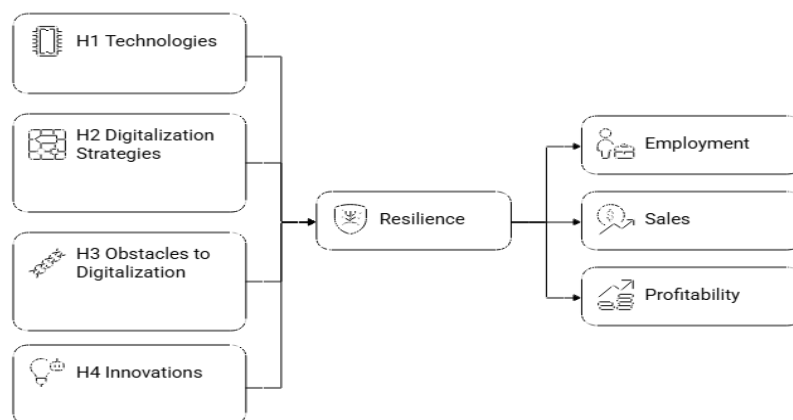 H1 Technologies
H2 Digitalization
Strategies
H3 Obstacles to
Digitalization
H4 Innovations
Resilience
Employment
Sales
Profitability